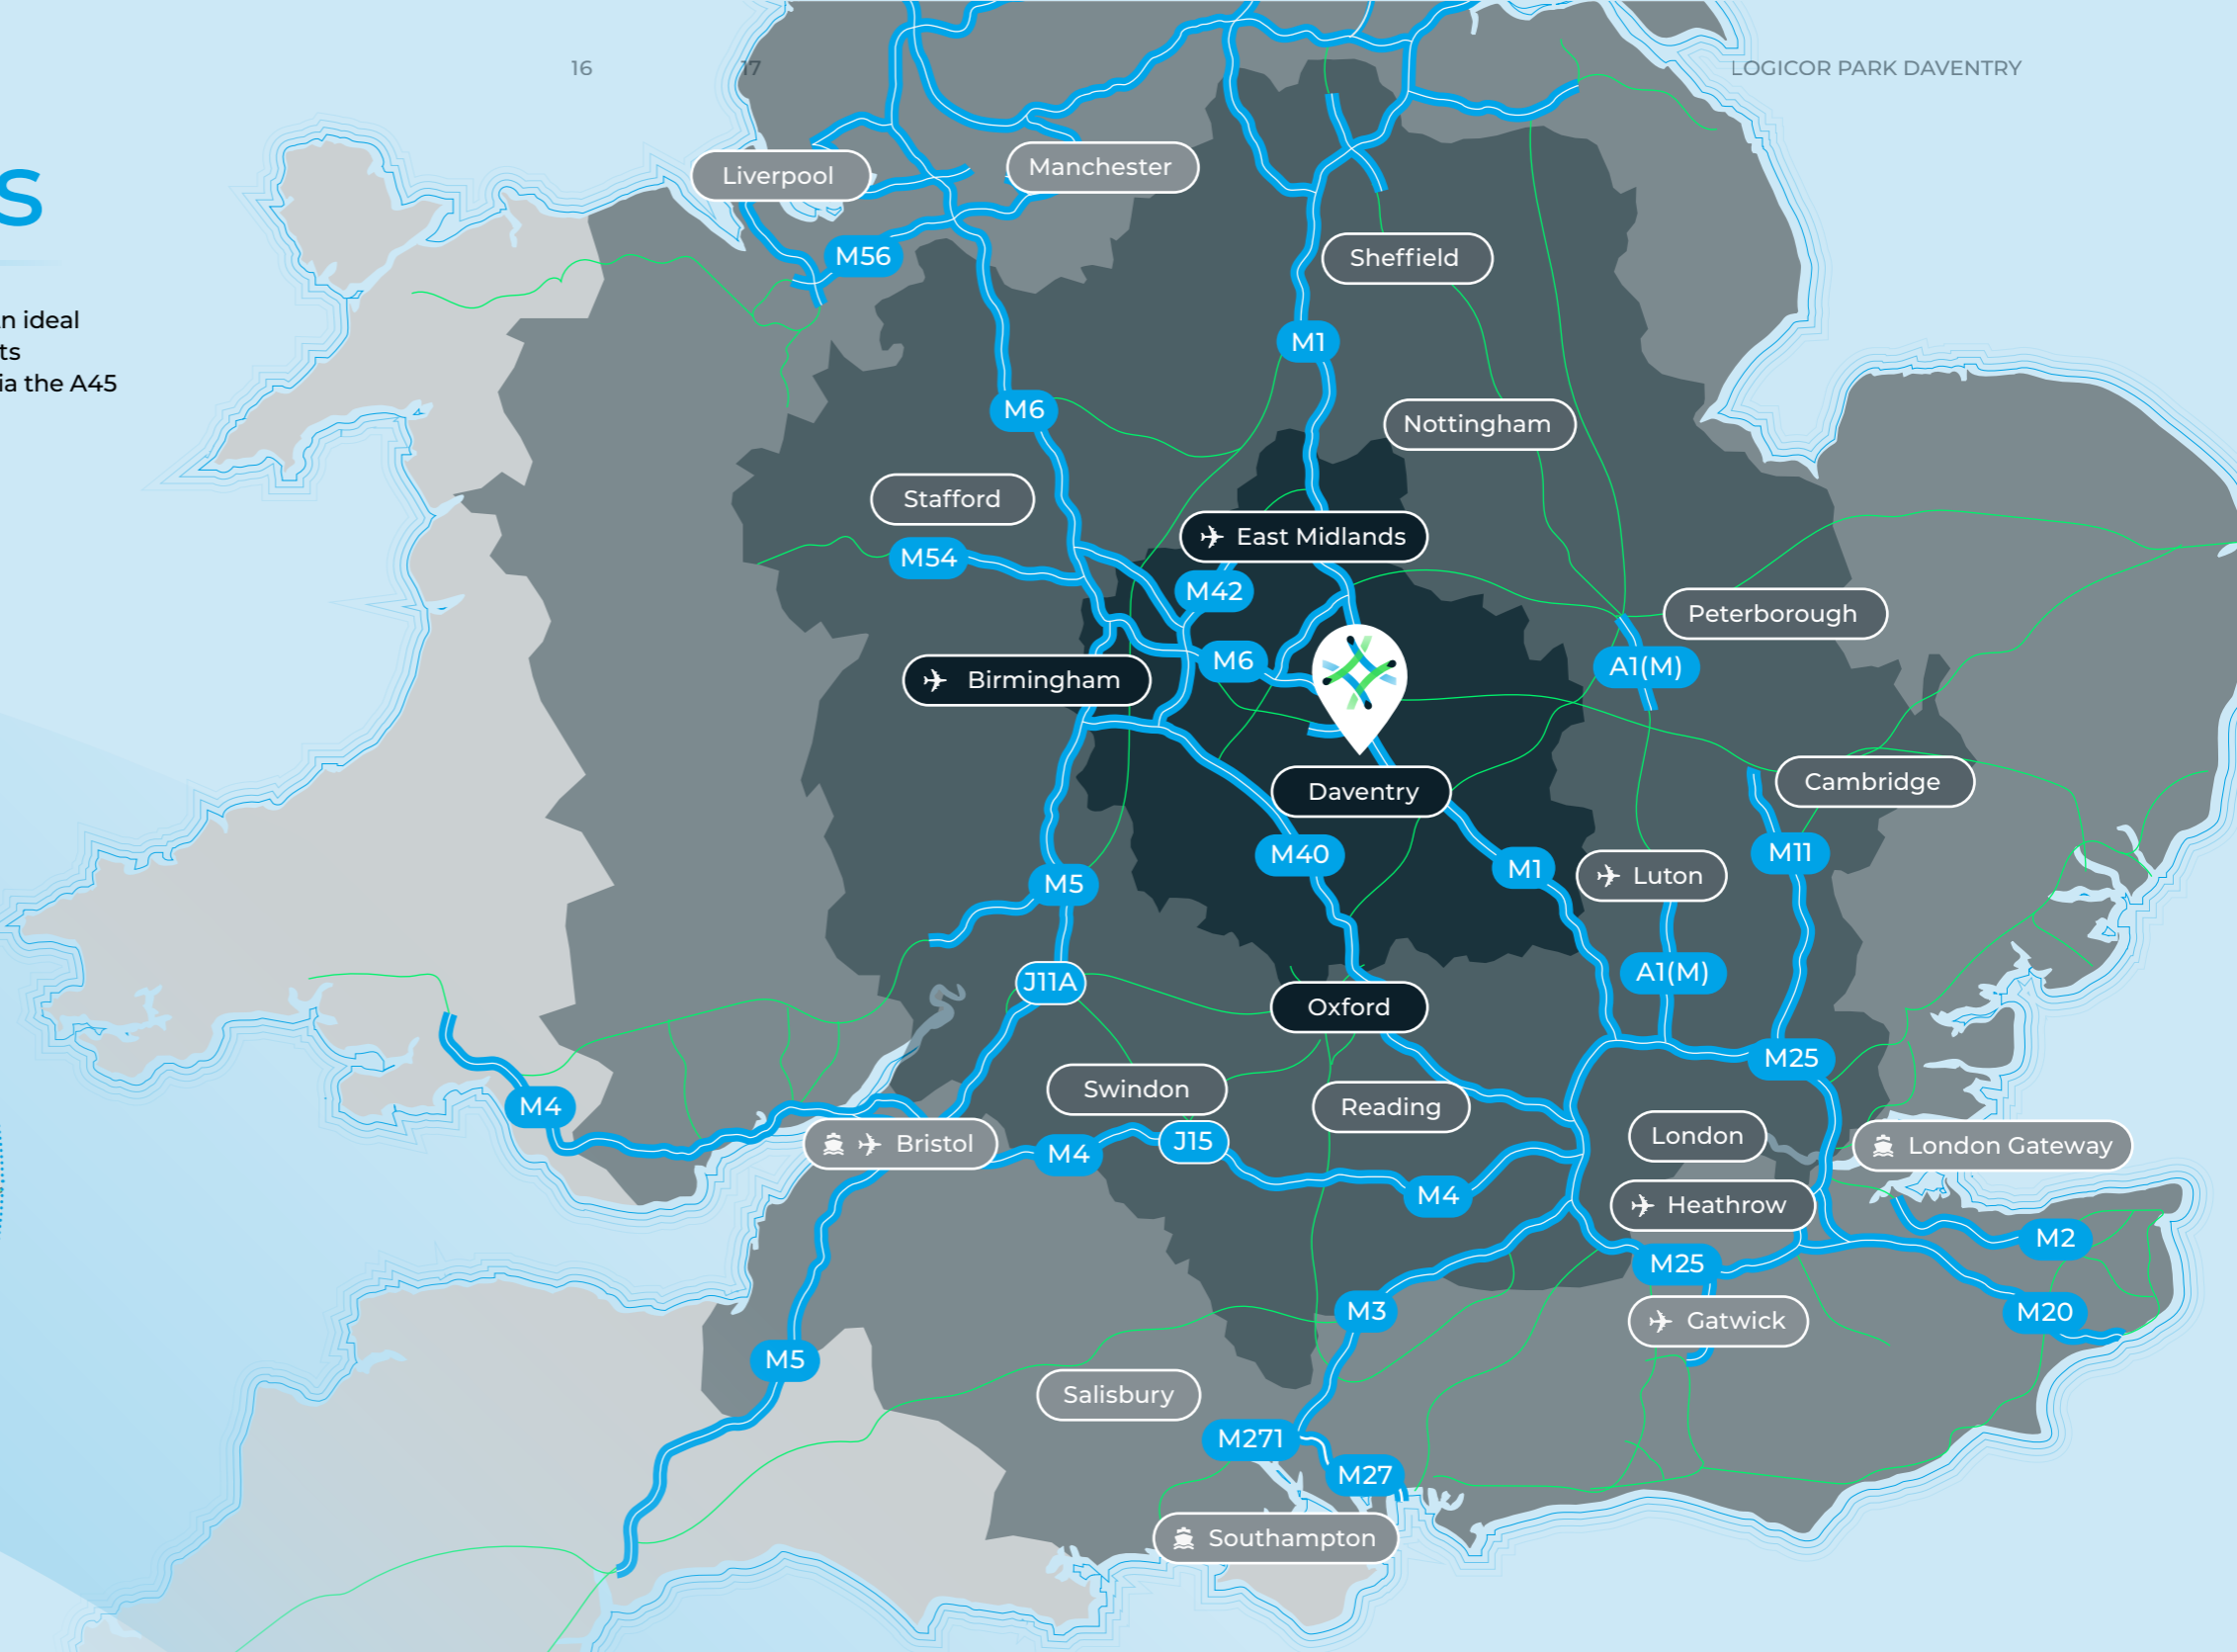 16
17
LOGICOR PARK DAVENTRY
ideal
via the A45
Liverpool
Manchester
M56
Sheffield
M1
M6
Nottingham
Stafford
East Midlands
M54
M42
Peterborough
M6
A1(M)
Birmingham
Cambridge
Daventry
M40
M11
M1
Luton
M5
A1(M)
J11A
Oxford
M25
Swindon
M4
Reading
London
J15
Bristol
London Gateway
M4
M4
Heathrow
M2
M25
M3
M20
Gatwick
M5
Salisbury
M271
M27
Southampton